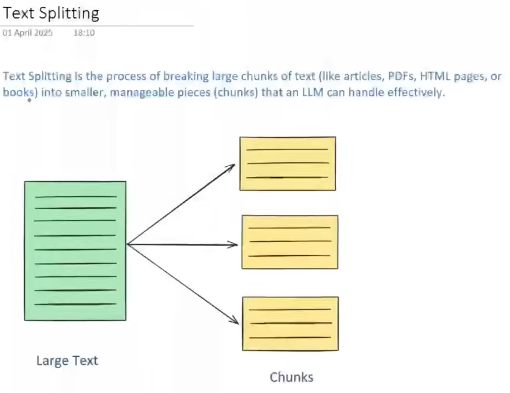 Text Splitting
01 April 2025 18:10
Text Splitting is the process of breaking large chunks of text (like articles, PDFs, HTML pages, or
books) into smaller, manageable pieces (chunks) that an LLM can handle effectively.
Large Text
Chunks